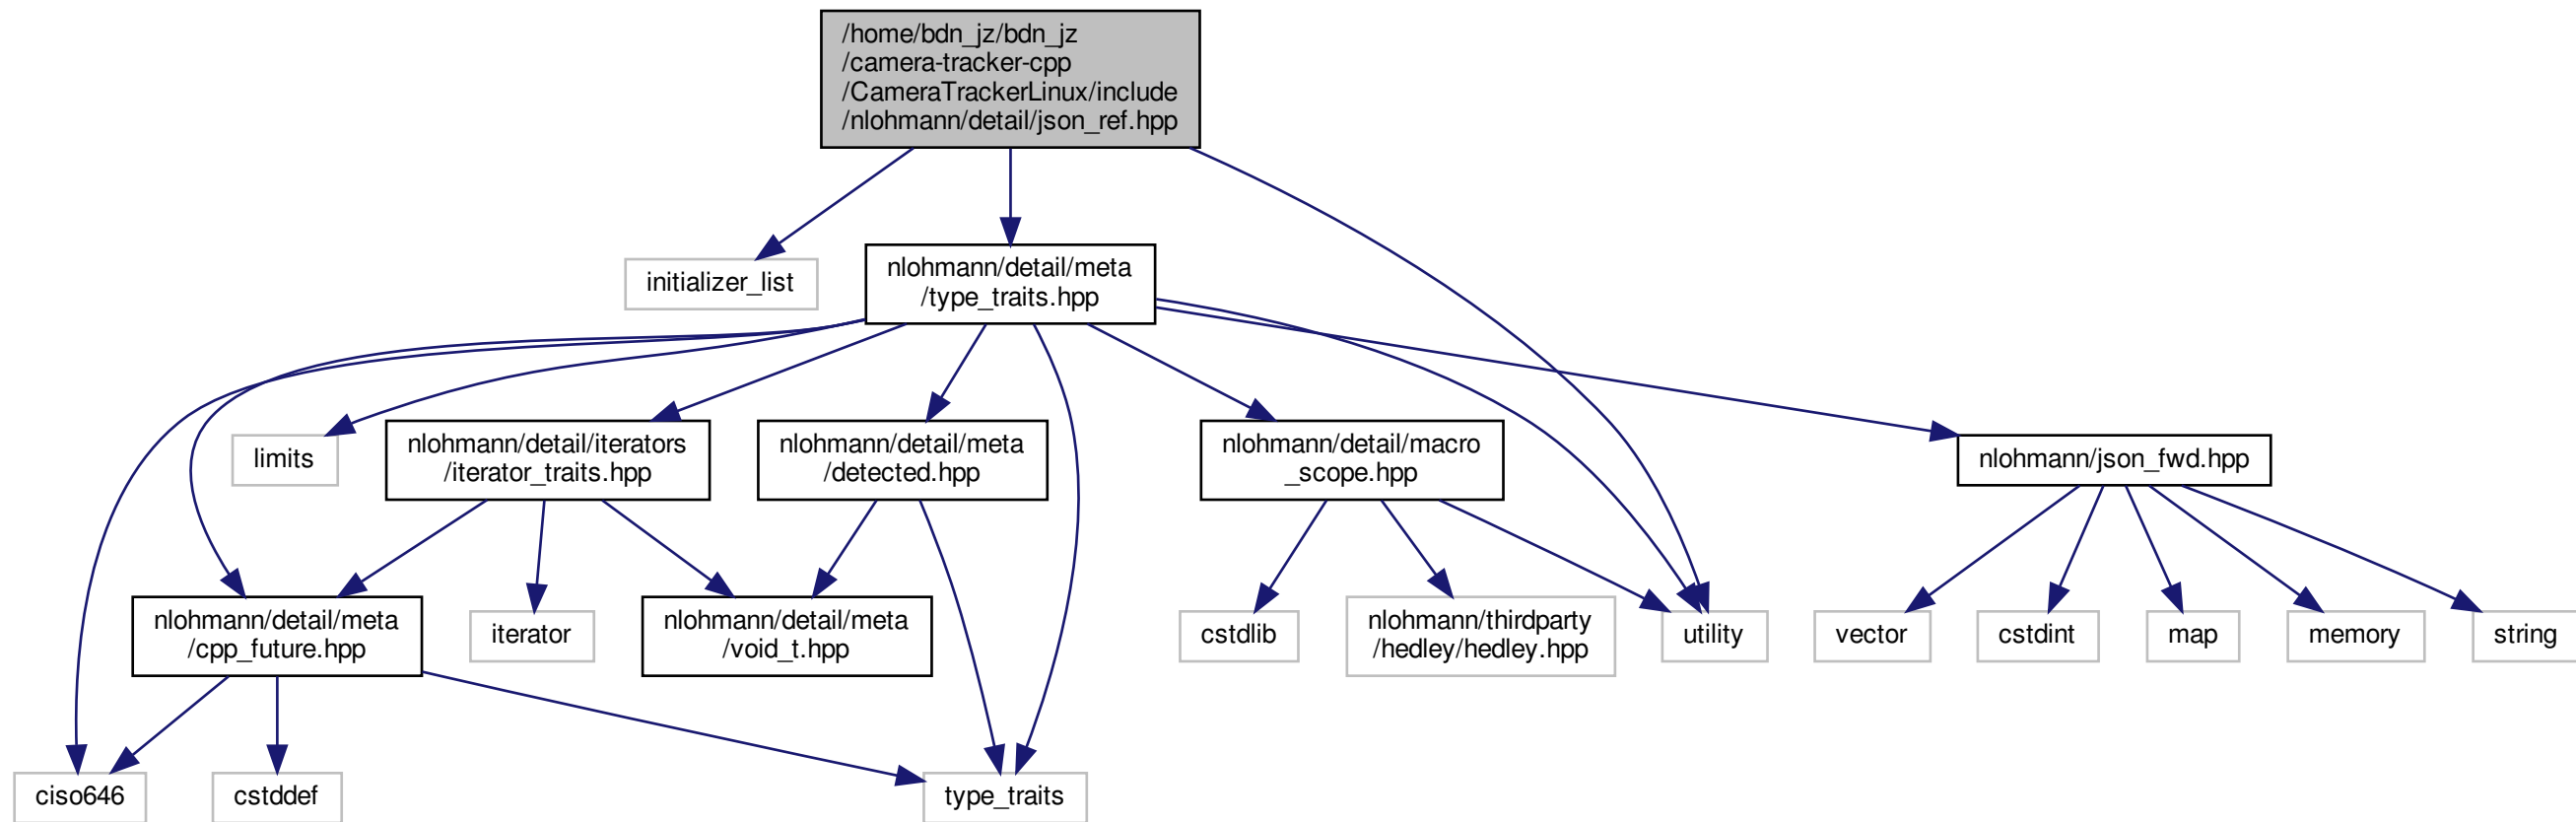 /home/bdn_jz/bdn_jz
/camera-tracker-cpp
/CameraTrackerLinux/include
/nlohmann/detail/json_ref.hpp
initializer_list
nlohmann/detail/meta
/type_traits.hpp
limits
nlohmann/detail/iterators
/iterator_traits.hpp
nlohmann/detail/meta
/detected.hpp
nlohmann/detail/macro
_scope.hpp
nlohmann/json_fwd.hpp
nlohmann/detail/meta
/cpp_future.hpp
iterator
nlohmann/detail/meta
/void_t.hpp
cstdlib
nlohmann/thirdparty
/hedley/hedley.hpp
utility
vector
cstdint
map
memory
string
ciso646
cstddef
type_traits